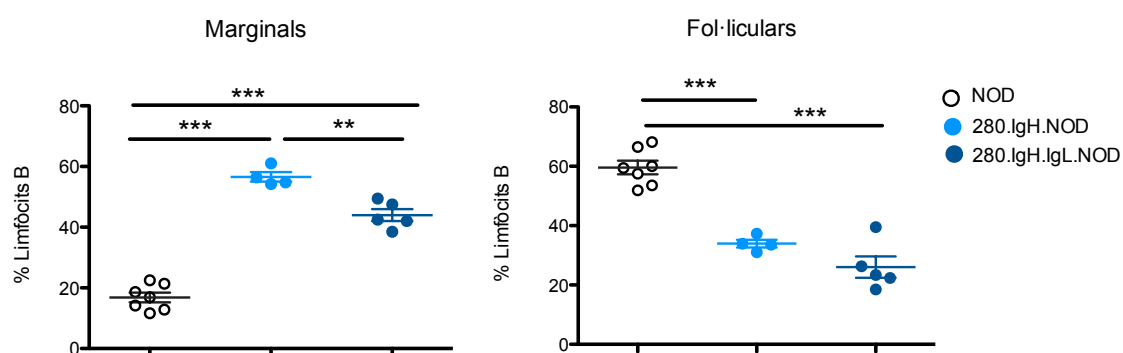 Marginals
Fol·liculars
% Limfòcits B
80
60
40
20
0
***
***
**
% Limfòcits B
80
60
40
20
0
***
***
NOD
280.IgH.NOD
280.IgH.IgL.NOD